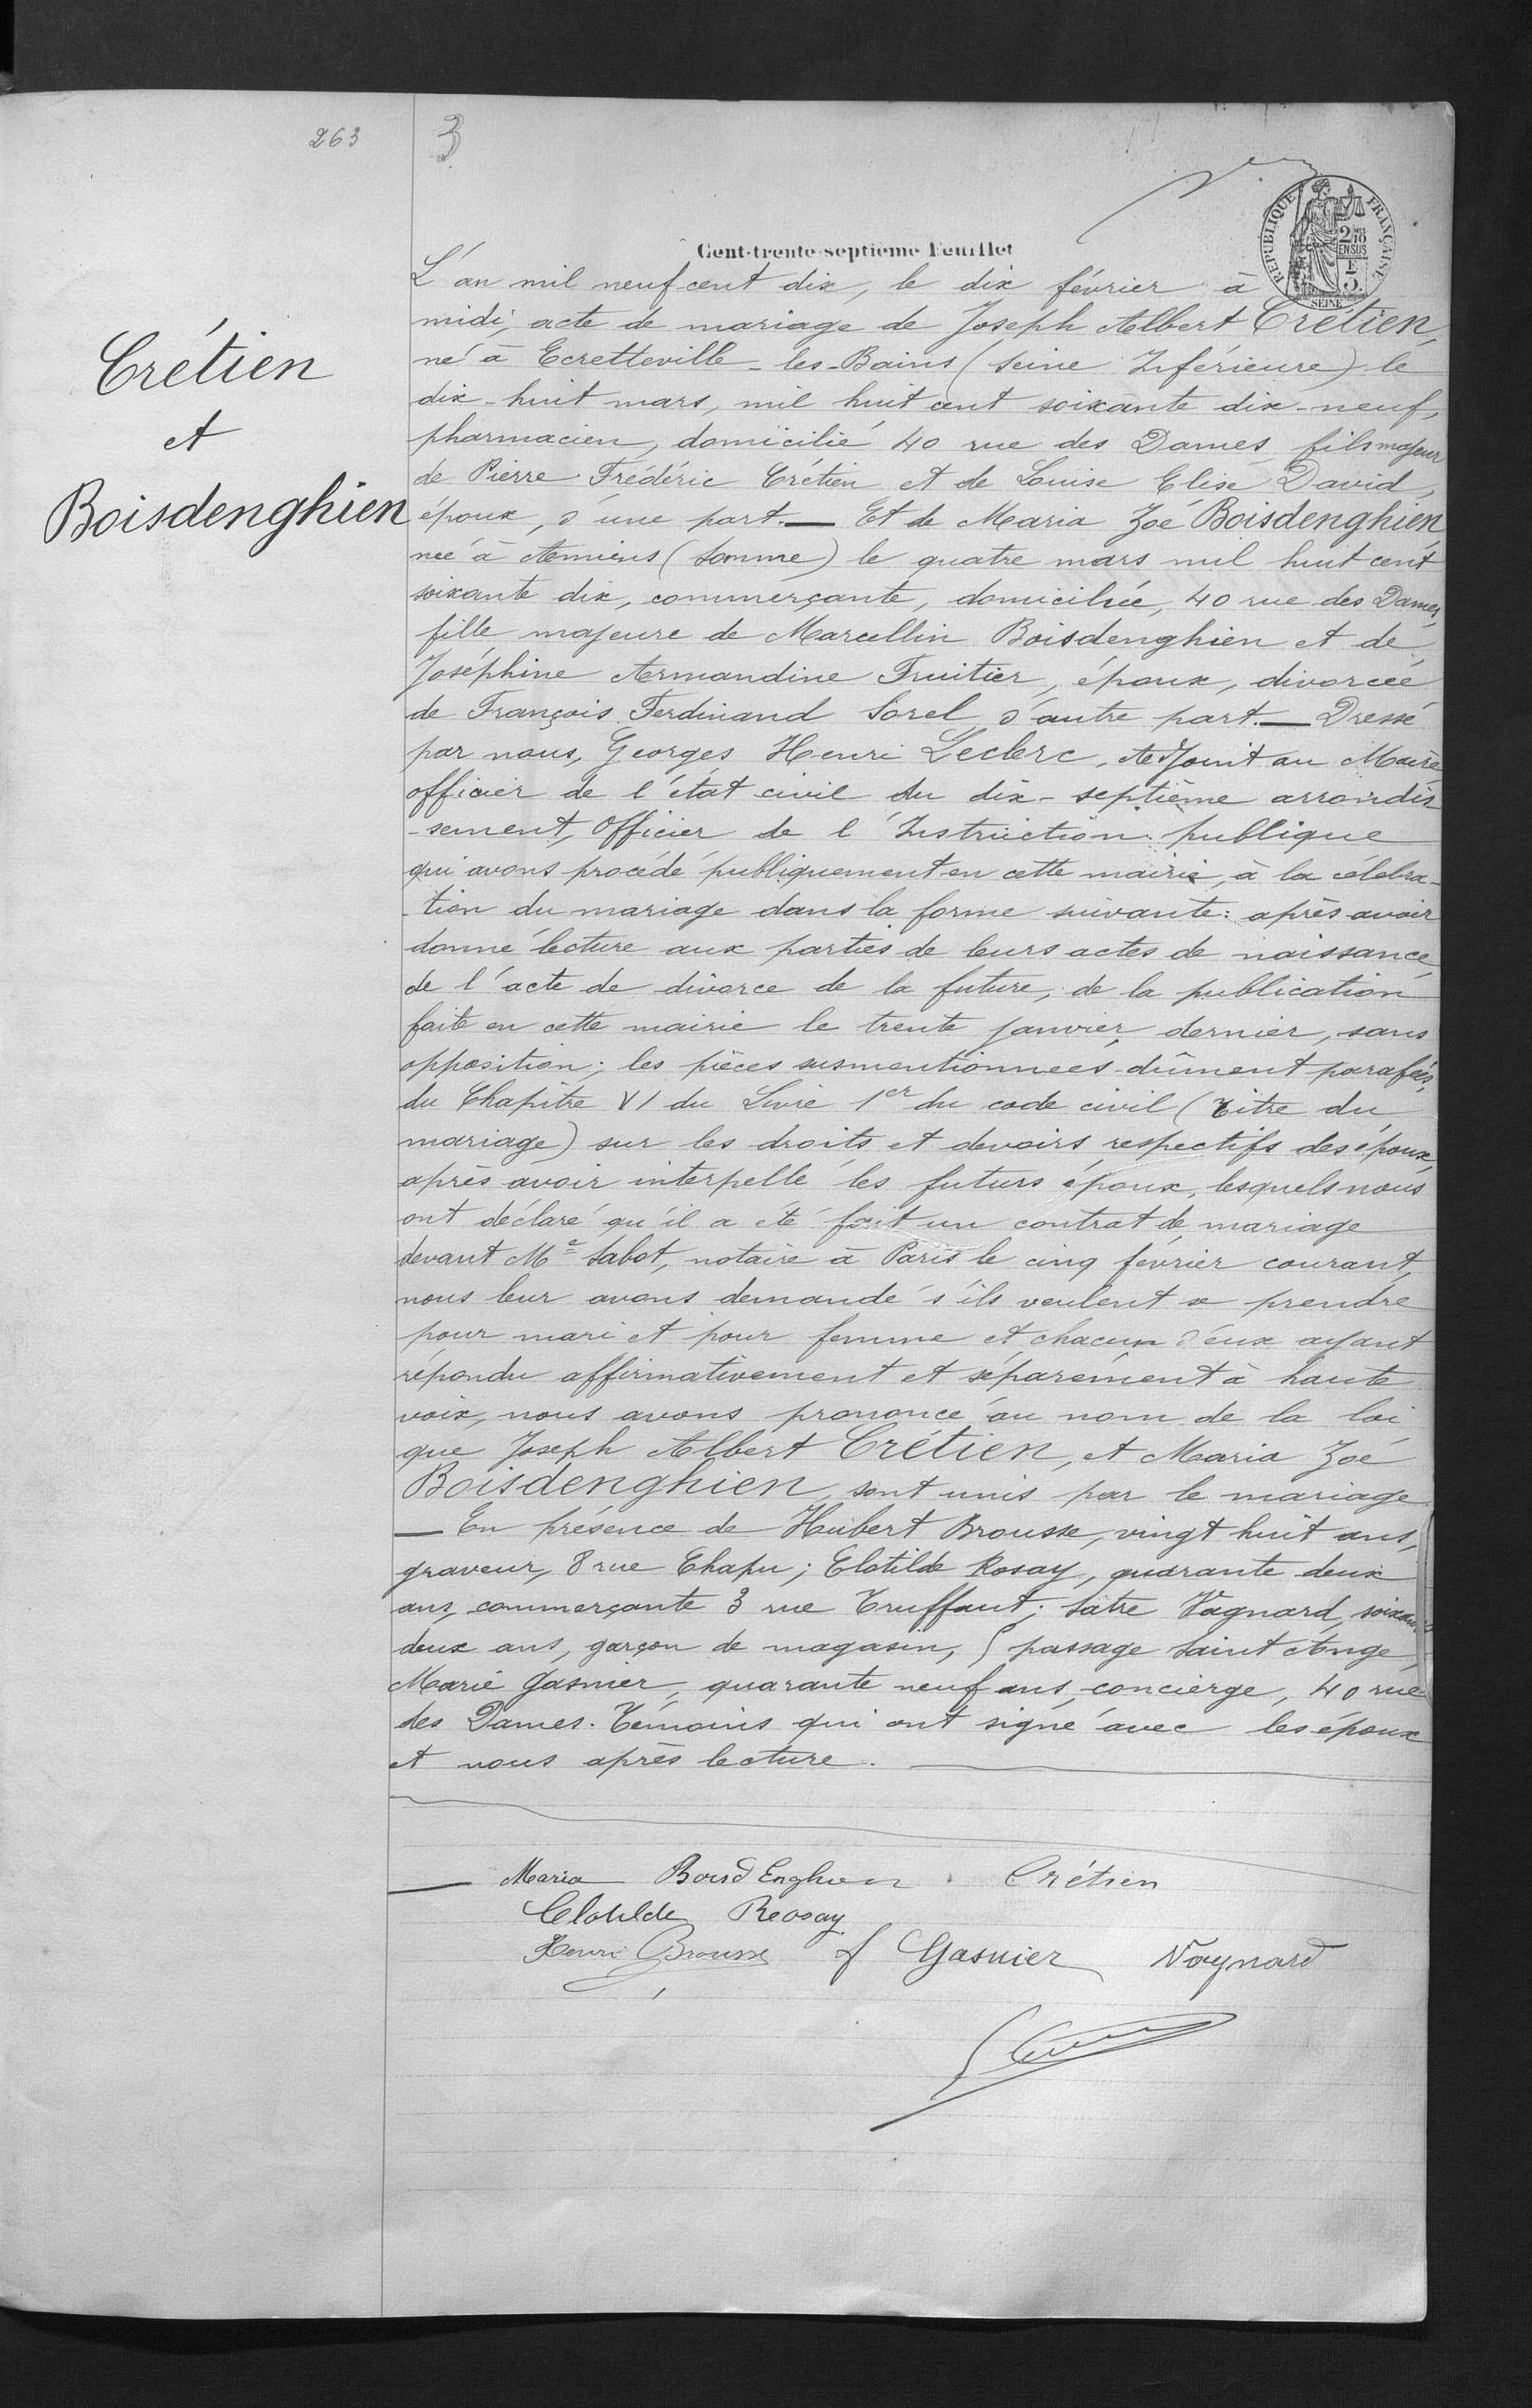 263
3
Cent-trente-septième Feuillet
RÉPUBLIQUE FRANÇAISE
2/10
EN SUS
SEINE
Crétien
et
Boisdenghien
L'an mil neuf cent dix, le dix février à
midi, acte de mariage de Joseph Albert Crétien,
né à Ecretteville-les-Bains (Seine Inférieure) le
dix-huit mars, mil huit cent soixante dix-neuf,
pharmacien, domicilié 40 rue des Dames, fils majeur
de Pierre Frédéric Crétien et de Louise Elise David,
époux, d'une part. — Et de Maria Zoé Boisdenghien
née à Amiens (Somme) le quatre mars mil huit cent
soixante dix, commerçante, domiciliée, 40 rue des Dames,
fille majeure de Marcellin Boisdenghien et de
Joséphine Armandine Fruitier, époux, divorcée
de François Ferdinand Sorel, d'autre part. — Dressé
par nous, Georges Henri Leclerc, Adjoint au Maire
officier de l'état civil du dix-septième arrondis
-sement, Officier de l'Instruction publique
qui avons procédé publiquement en cette mairie, à la célébra-
-tion du mariage dans la forme suivante: après avoir
donné lecture aux parties de leurs actes de naissance,
de l'acte de divorce de la future, de la publication
faite en cette mairie le trente janvier dernier, sans
opposition; les pièces susmentionnées dûment parafées,
du Chapitre VI du Livre 1er du code civil (titre du
mariage) sur les droits et devoirs respectifs des époux,
après avoir interpellé les futurs époux, lesquels nous
ont déclaré qu'il a été fait un contrat de mariage
devant Me Sabot, notaire à Paris le cinq février courant,
nous leur avons demandé s'ils veulent se prendre
pour mari et pour femme et chacun d'eux ayant
répondu affirmativement et séparément à haute
voix, nous avons prononcé au nom de la loi
que Joseph Albert Crétien, et Maria Zoé
Boisdenghien, sont unis par le mariage
— En présence de Hubert Brousse, vingt huit ans,
graveur, 8 rue Chapu; Clotilde Rosay, quarante deux
ans, commerçante 3 rue Truffaut; Satre Vagnard, soixante
deux ans, garçon de magasin, 5 passage Saint Ange,
Marie Gasnier, quarante neuf ans, concierge, 40 rue
des Dames. Témoins qui ont signé avec les époux
et nous après lecture.
Maria Boisd'Enghien Crétien
Clotilde Rosay
Henri Brousse f Gasnier Vagnard